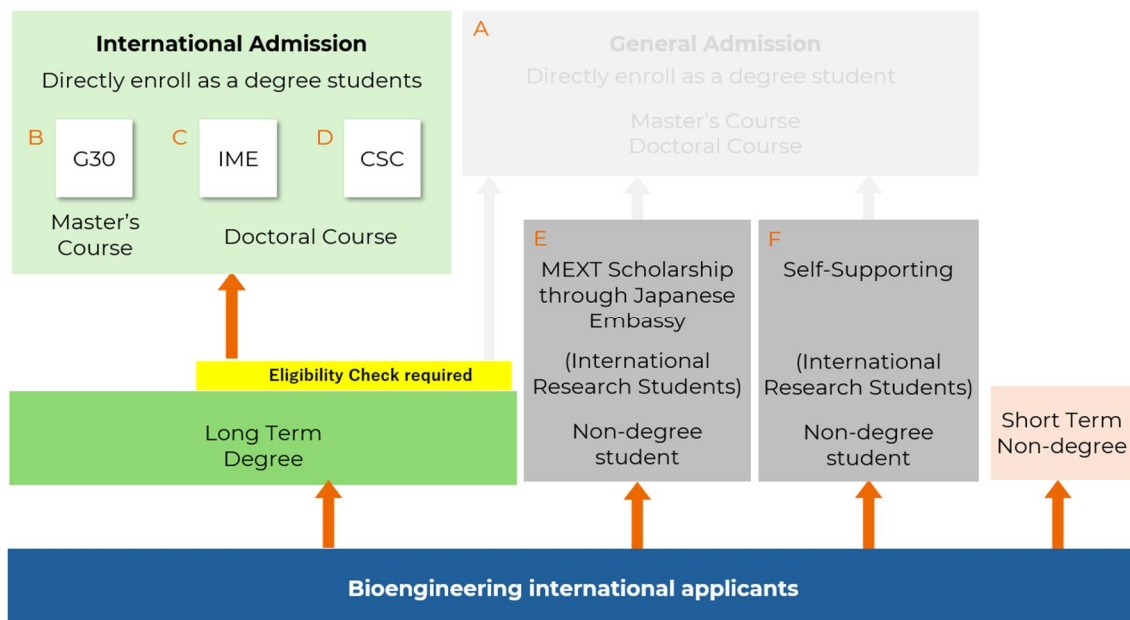 International Admission
Directly enroll as a degree students
B
G30
C
IME
D
CSC
Master's
Course
Doctoral Course
A
General Admission
Directly enroll as a degree student
Master's Course
Doctoral Course
E
MEXT Scholarship
through Japanese
Embassy
(International
Research Students)
Non-degree
student
F
Self-Supporting
(International
Research Students)
Non-degree
student
Eligibility Check required
Long Term
Degree
Short Term
Non-degree
Bioengineering international applicants